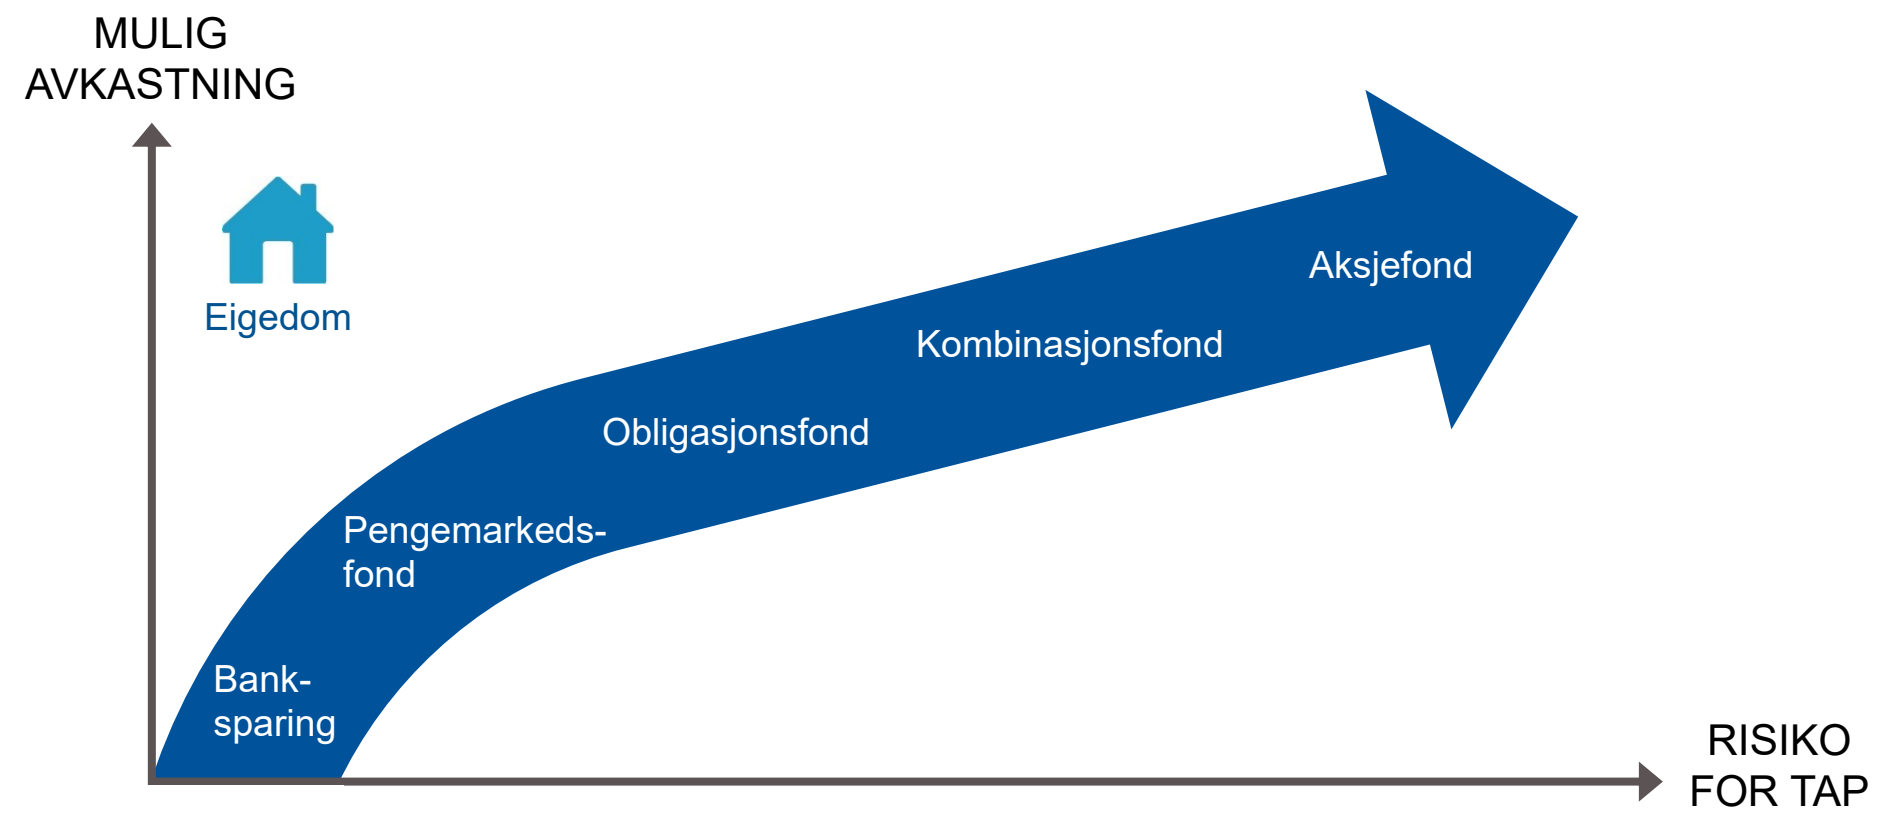 MULIG
AVKASTNING
Eigedom
Aksjefond
Kombinasjonsfond
Obligasjonsfond
Pengemarkeds-
fond
Bank-
sparing
RISIKO
FOR TAP